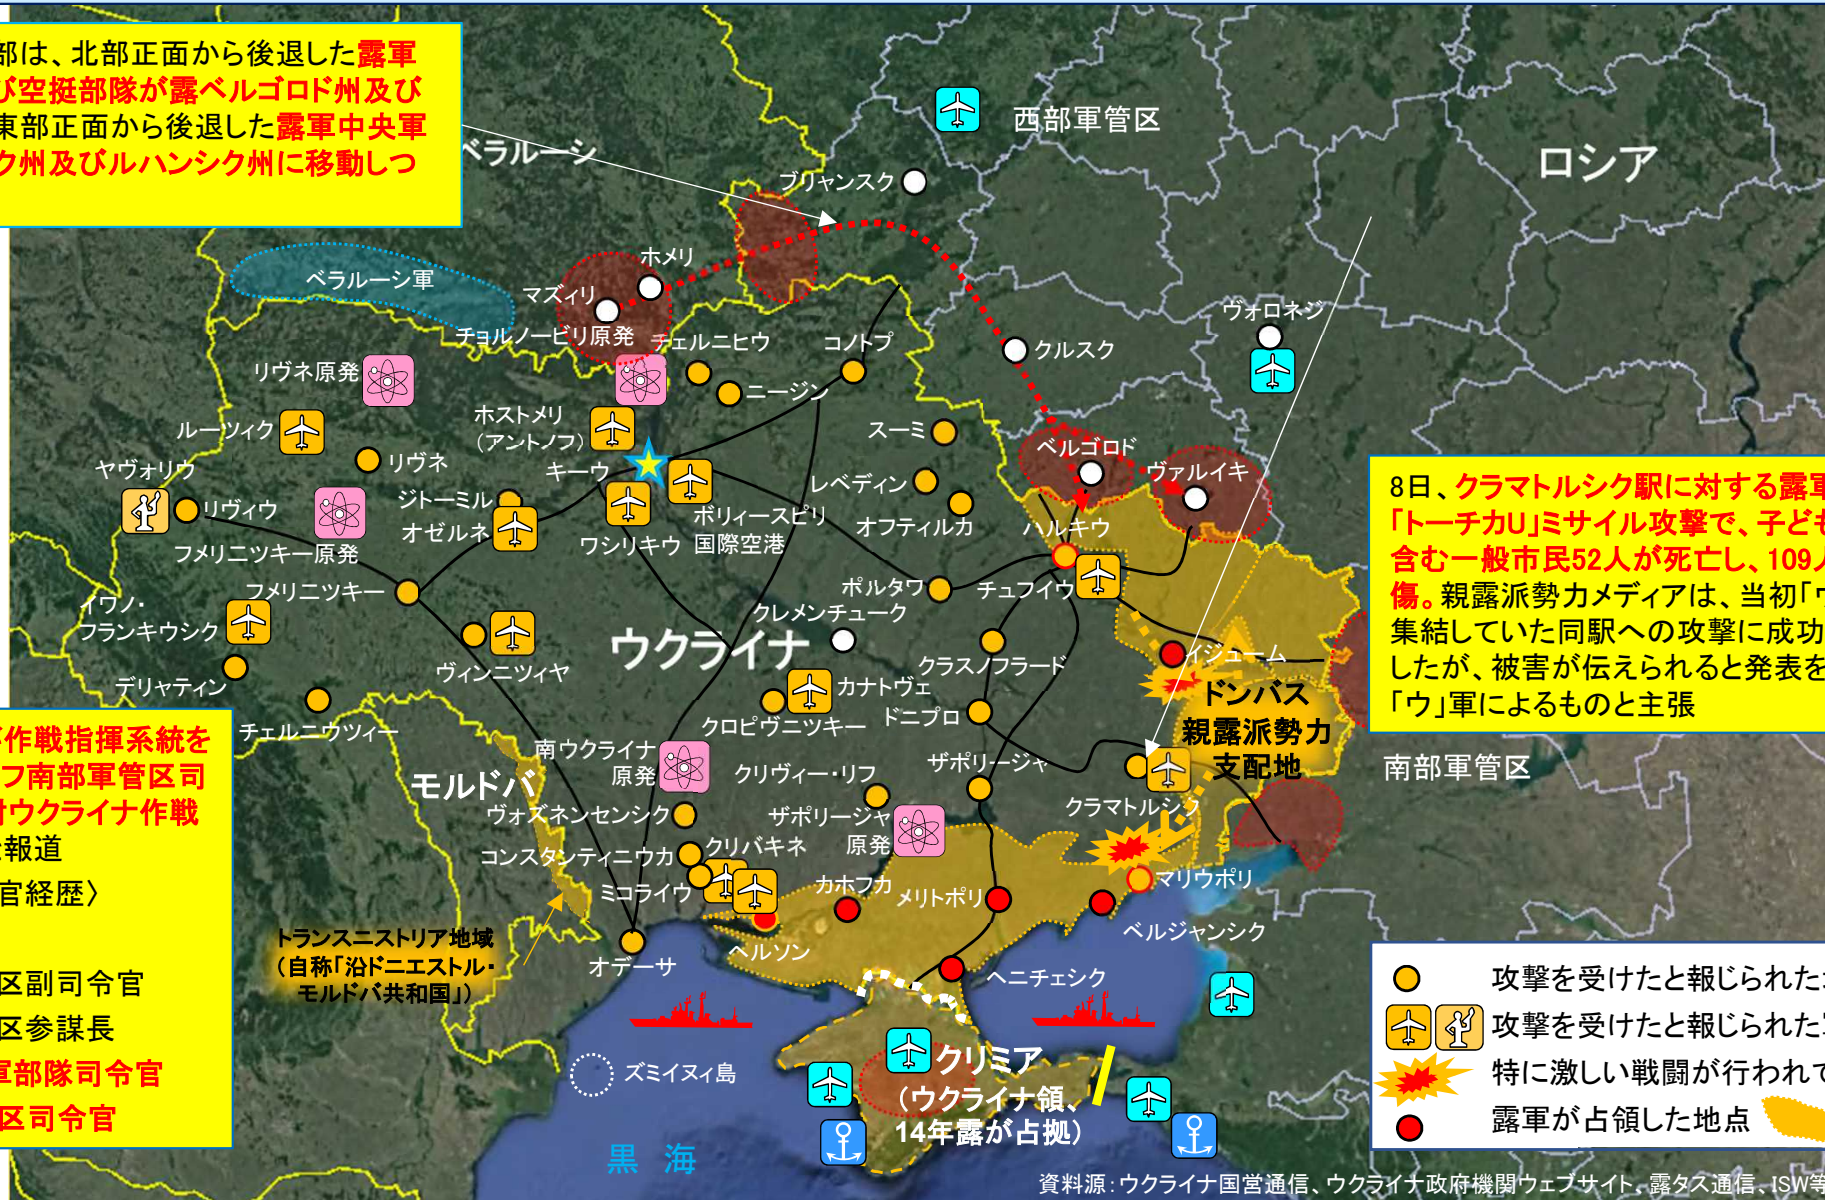 部は、北部正面から後退した露軍
び空挺部隊が露ベルゴロド州及び
東部正面から後退した露軍中央軍
ク州及びルハンシク州に移動しつ
ベラルーシ
西部軍管区
ロシア
ブリャンスク
ホメリ
ベラルーシ軍
マズィリ
ヴォロネジ
チョルノービリ原発
チェルニヒウ
コノトプ
クルスク
リヴネ原発
ニージン
ホストメリ
（アントノフ）
ルーツィク
スーミ
ベルゴロド
ヴァルイキ
ヤヴォリウ
リヴネ
キーウ
レベディン
リヴィウ
ジトーミル
オゼルネ
ボリィースピリ
国際空港
オフティルカ
ハルキウ
フメリニツキー原発
ワシリキウ
8日、クラマトルシク駅に対する露軍
「トーチカU」ミサイル攻撃で、子ども
含む一般市民52人が死亡し、109人
傷。親露派勢力メディアは、当初「ウ
集結していた同駅への攻撃に成功
したが、被害が伝えられると発表を
「ウ」軍によるものと主張
フメリニツキー
ポルタワ
チュフイウ
イワノ・
フランキウシク
クレメンチューク
ウクライナ
ヴィンニツィヤ
クラスノフラード
イジューム
デリャティン
カナトヴェ
ドンバス
親露派勢力
支配地
クロピヴニツキー
ドニプロ
チェルニウツィー
作戦指揮系統を
フ南部軍管区司
対ウクライナ作戦
報道
官経歴〉
区副司令官
区参謀長
軍部隊司令官
区司令官
南ウクライナ
原発
クリヴィー・リフ
ザポリージャ
南部軍管区
モルドバ
ヴォズネンセンシク
ザポリージャ
原発
クラマトルシク
コンスタンティニウカ
クリバキネ
ミコライウ
カホフカ
メリトポリ
マリウポリ
ベルジャンシク
トランスニストリア地域
（自称「沿ドニエストル・
モルドバ共和国」）
オデーサ
ヘルソン
ヘニチェシク
攻撃を受けたと報じられた
攻撃を受けたと報じられた
特に激しい戦闘が行われて
露軍が占領した地点
ズミイヌィ島
クリミア
（ウクライナ領、
14年露が占拠）
黒 海
資料源：ウクライナ国営通信、ウクライナ政府機関ウェブサイト、露タス通信、ISW等